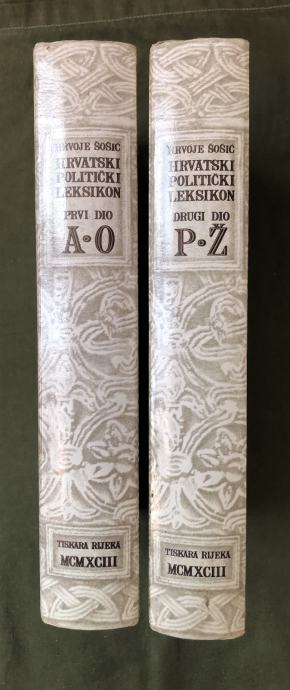 HRVOJE ŠOŠIĆ
HRVATSKI
POLITIČKI
LEKSIKON
PRVI DIO
A·O
TISKARA RIJEKA
MCMXCIII
HRVOJE ŠOŠIĆ
HRVATSKI
POLITIČKI
LEKSIKON
DRUGI DIO
P·Ž
TISKARA RIJEKA
MCMXCIII